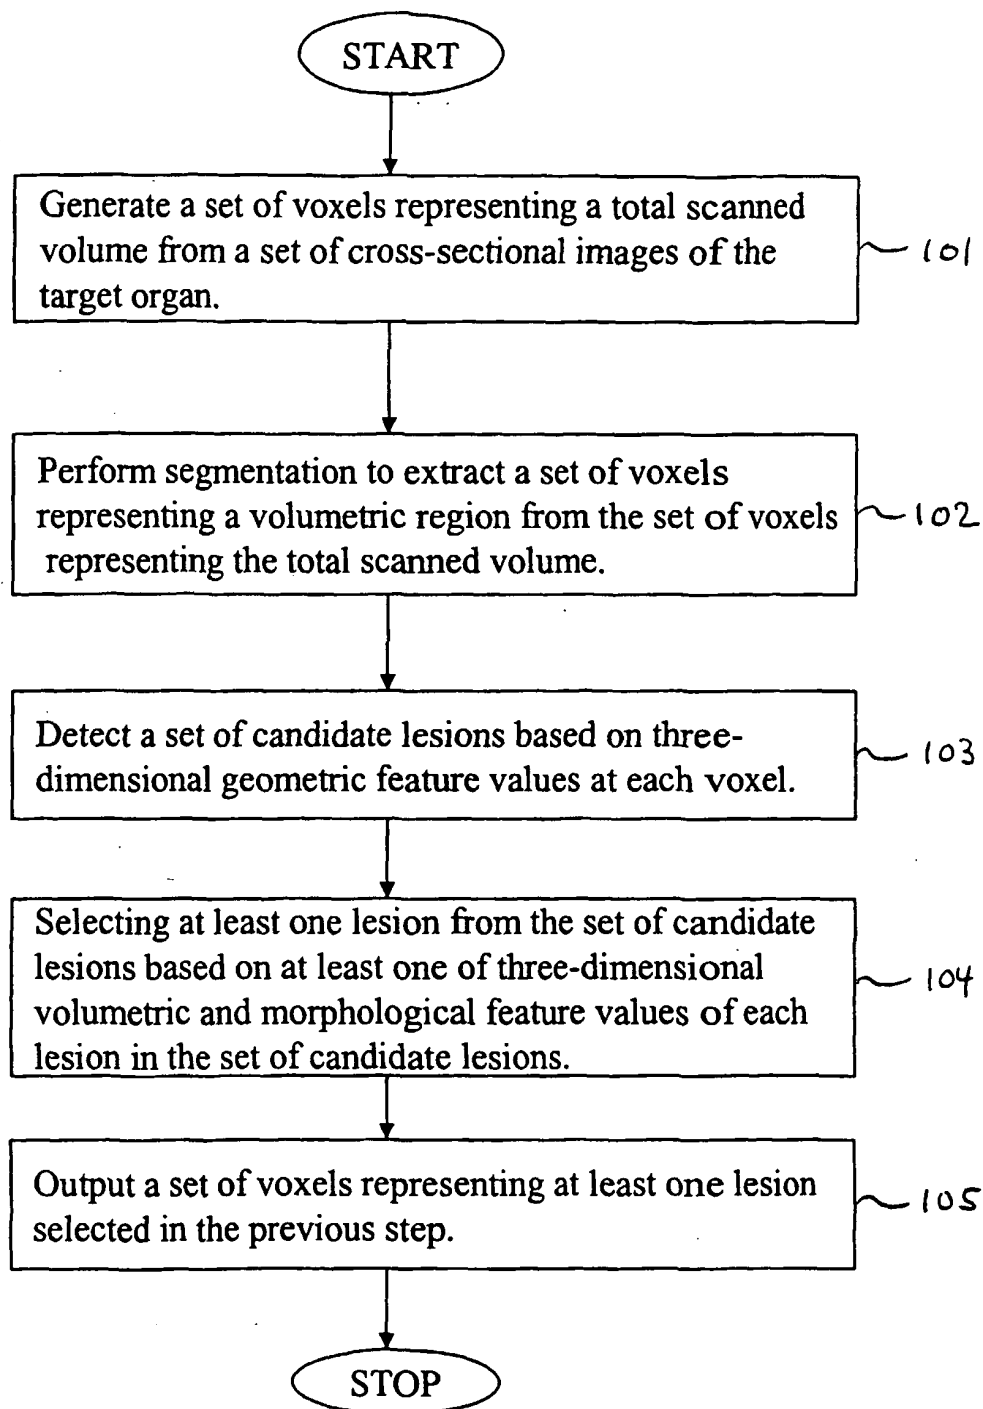 START
Generate a set of voxels representing a total scanned
volume from a set of cross-sectional images of the
target organ.
101
Perform segmentation to extract a set of voxels
representing a volumetric region from the set of voxels
representing the total scanned volume.
102
Detect a set of candidate lesions based on three-
dimensional geometric feature values at each voxel.
103
Selecting at least one lesion from the set of candidate
lesions based on at least one of three-dimensional
volumetric and morphological feature values of each
lesion in the set of candidate lesions.
104
Output a set of voxels representing at least one lesion
selected in the previous step.
105
STOP